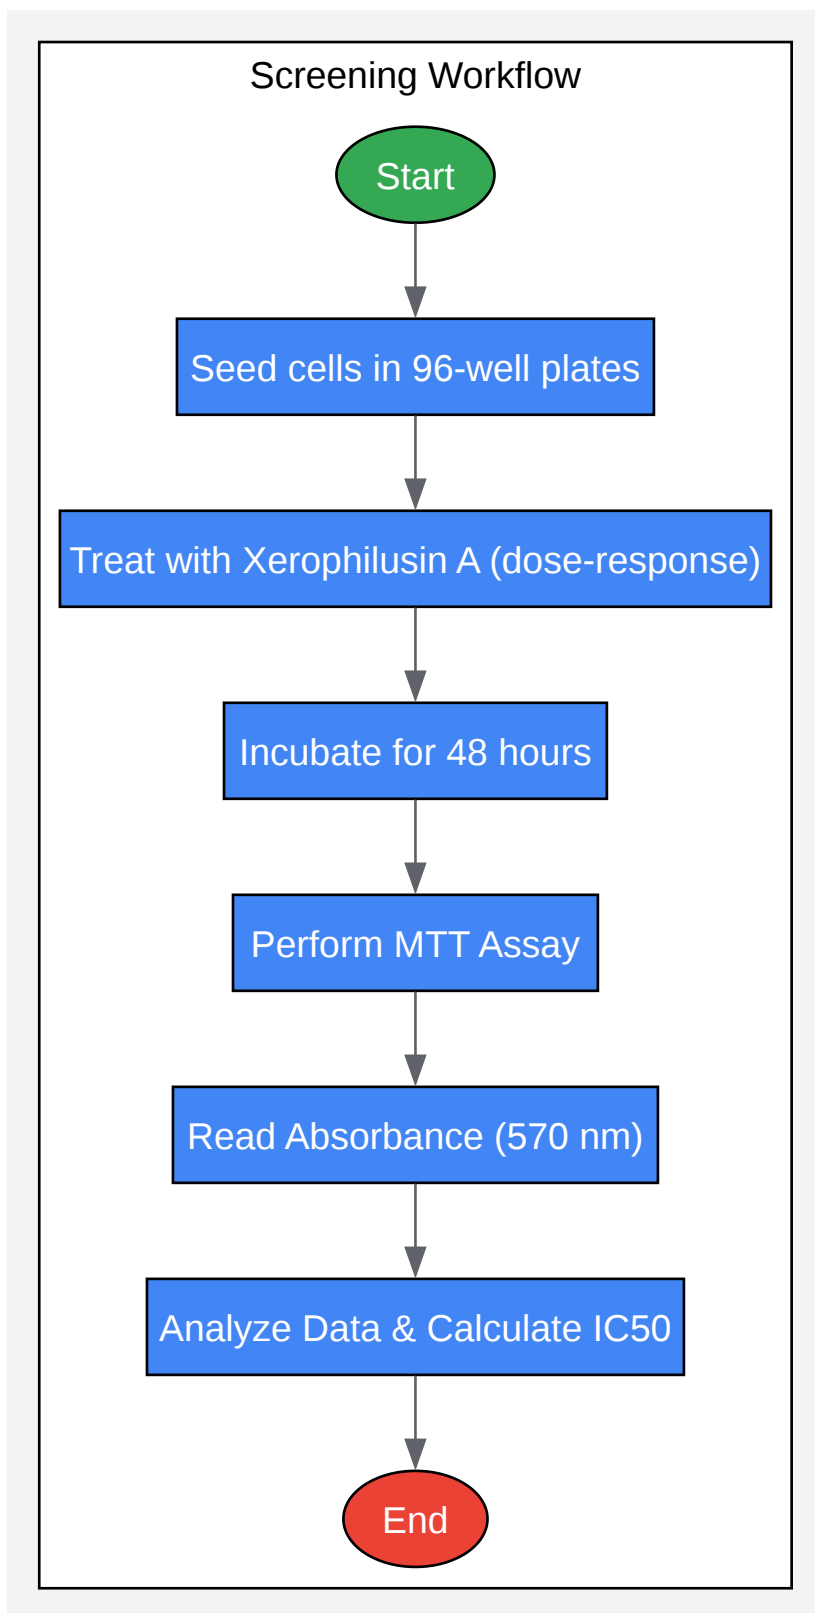 Screening Workflow
Start
Seed cells in 96-well plates
Treat with Xerophilusin A (dose-response)
Incubate for 48 hours
Perform MTT Assay
Read Absorbance (570 nm)
Analyze Data & Calculate IC50
End